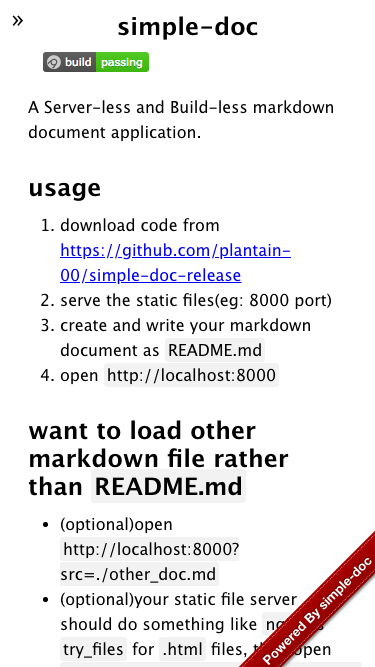 »
simple-doc
build passing
A Server-less and Build-less markdown
document application.
usage
1. download code from
https://github.com/plantain-
00/simple-doc-release
2. serve the static files(eg: 8000 port)
3. create and write your markdown
document as README.md
4. open http://localhost:8000
want to load other
markdown file rather
than README.md
• (optional)open
http://localhost:8000?
src=./other_doc.md
• (optional)your static file server
should do something like
try_files for .html files, open
Powered By simple-doc